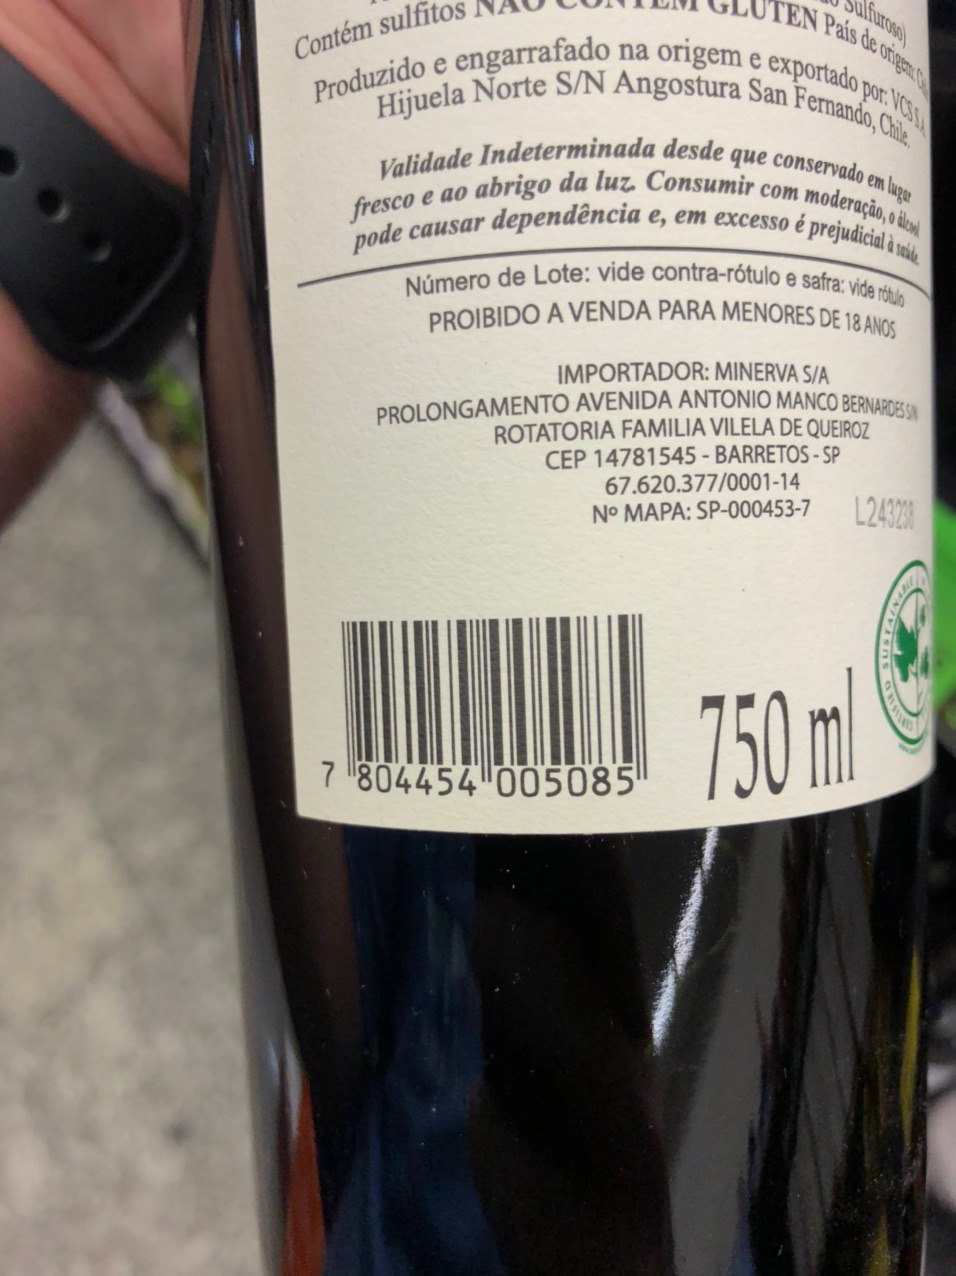 Contém sulfitos NÃO CONTÉM GLÚTEN País de origem:
Sulfuroso)
Produzido e engarrafado na origem e exportado por: VCS S.A.
Hijuela Norte S/N Angostura San Fernando, Chile.
Validade Indeterminada desde que conservado em lugar
fresco e ao abrigo da luz. Consumir com moderação, o álcool
pode causar dependência e, em excesso é prejudicial à saúde.
Número de Lote: vide contra-rótulo e safra: vide rótulo
PROIBIDO A VENDA PARA MENORES DE 18 ANOS
IMPORTADOR: MINERVA S/A
PROLONGAMENTO AVENIDA ANTONIO MANCO BERNARDES S/N
ROTATORIA FAMILIA VILELA DE QUEIROZ
CEP 14781545 - BARRETOS - SP
67.620.377/0001-14
Nº MAPA: SP-000453-7
L243238
CERTIFIED SUSTAINABLE
7 804454 005085
750 ml